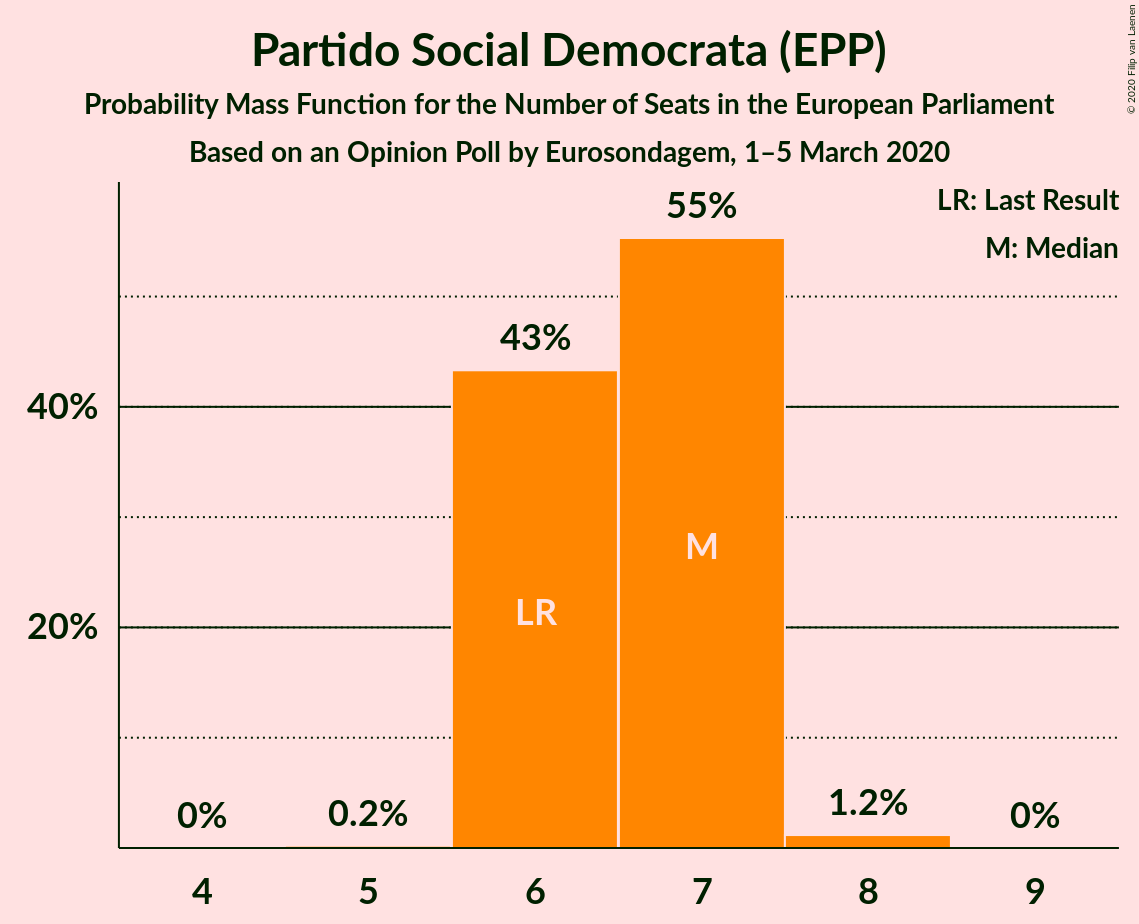 Partido Social Democrata (EPP)
Probability Mass Function for the Number of Seats in the European Parliament
Based on an Opinion Poll by Eurosondagem, 1–5 March 2020
© 2020 Filip van Laenen
LR: Last Result
M: Median
55%
43%
40%
M
LR
20%
0%
0.2%
1.2%
0%
4
5
6
7
8
9